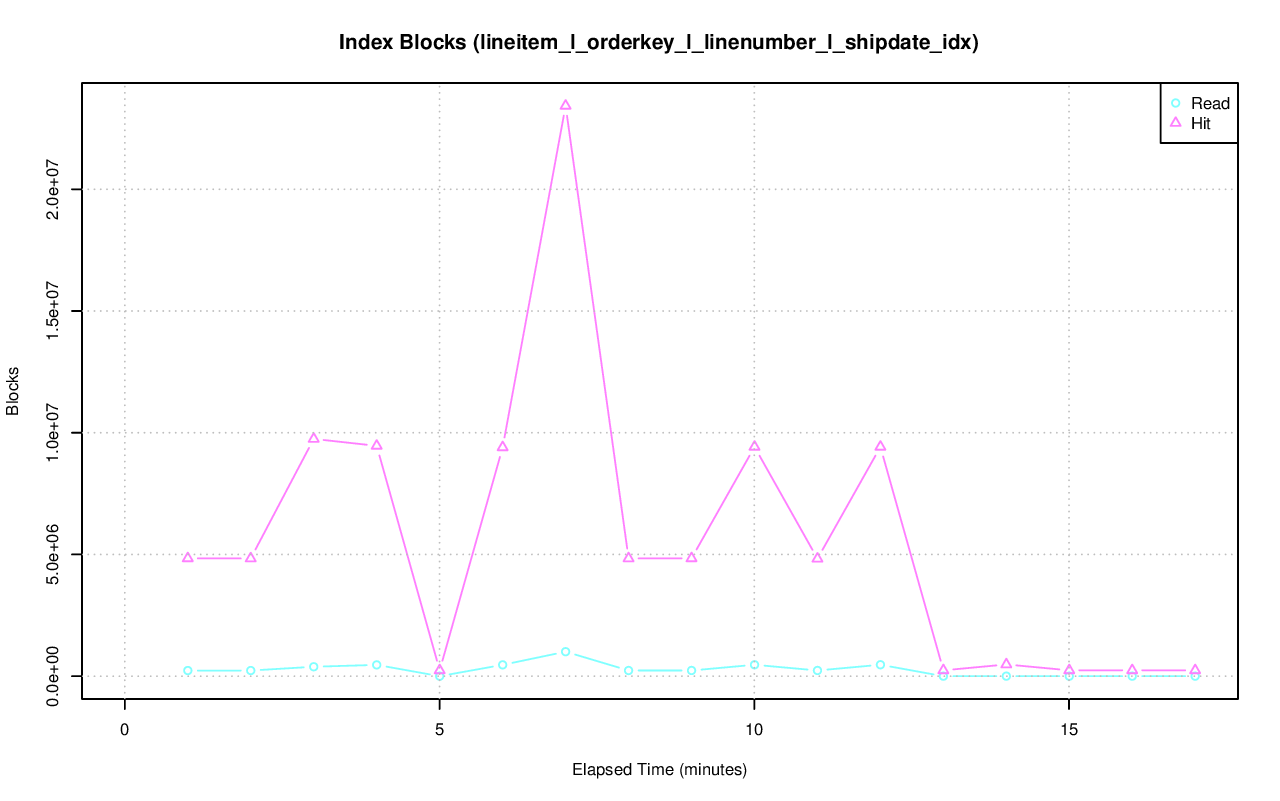 Index Blocks (lineitem_l_orderkey_l_linenumber_l_shipdate_idx)
Read
Hit
2.0e+07
1.5e+07
1.0e+07
5.0e+06
0.0e+00
Blocks
0 5 10 15
Elapsed Time (minutes)